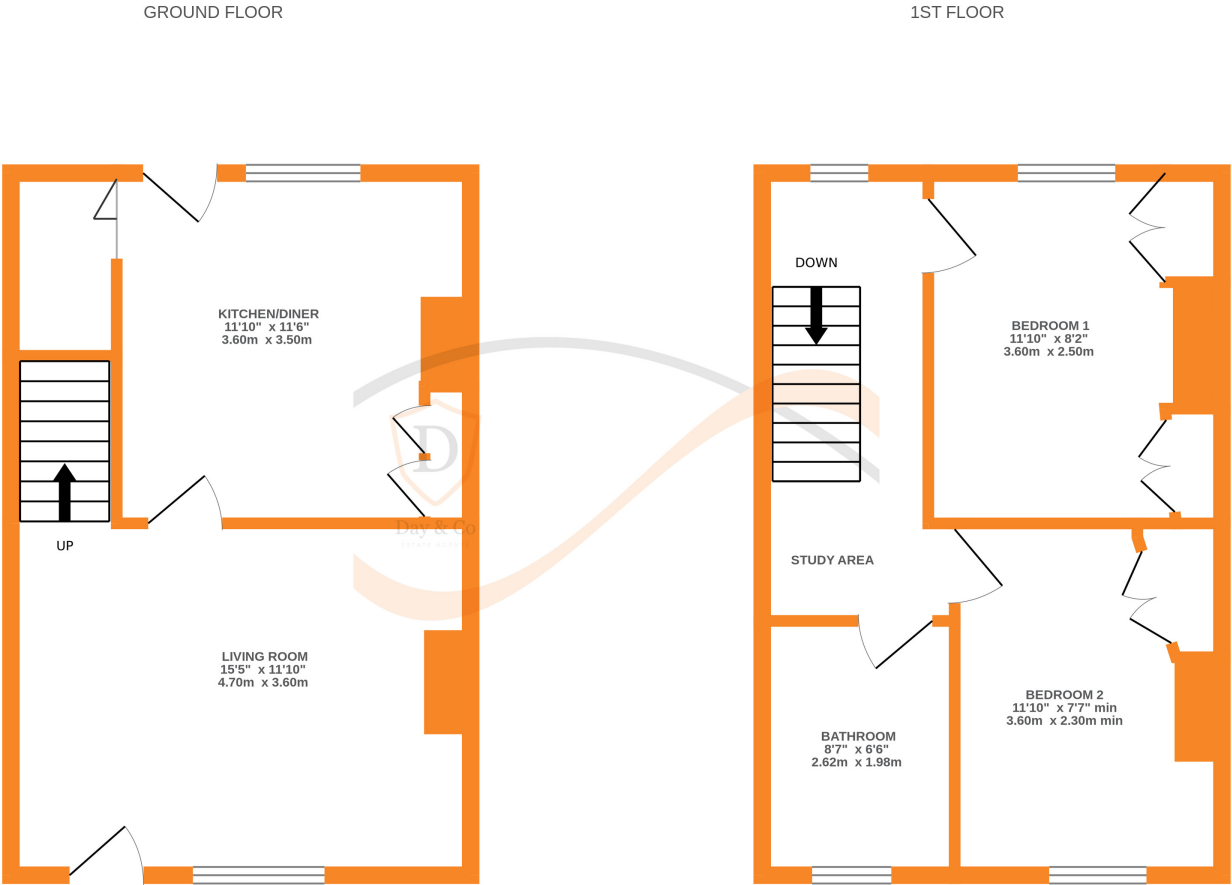 GROUND FLOOR
1ST FLOOR
KITCHEN/DINER
11'10" x 11'6"
3.60m x 3.50m
UP
LIVING ROOM
15'5" x 11'10"
4.70m x 3.60m
D
Day & Co
DOWN
BEDROOM 1
11'10" x 8'2"
3.60m x 2.50m
STUDY AREA
BATHROOM
8'7" x 6'6"
2.62m x 1.98m
BEDROOM 2
11'10" x 7'7" min
3.60m x 2.30m min